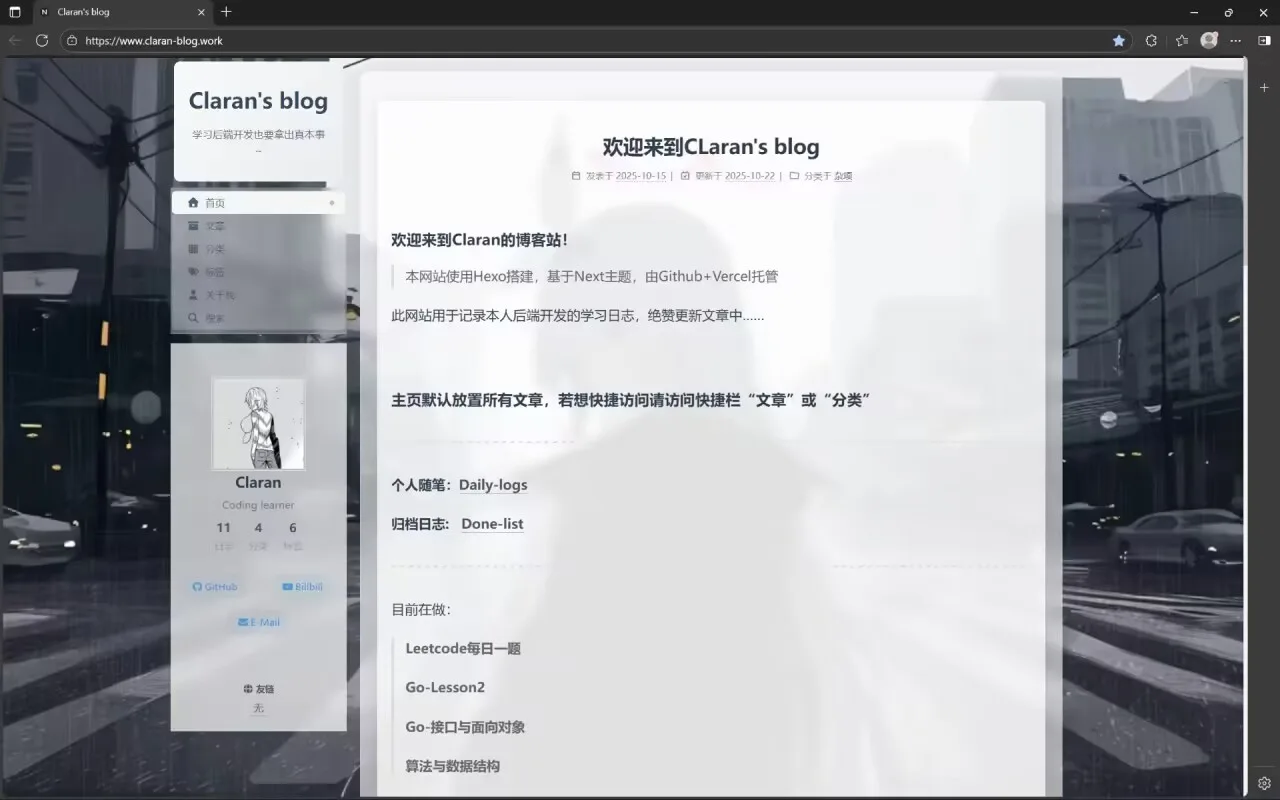 Claran's blog
https://www.claran-blog.work
Claran's blog
学习后端开发也要拿出真本事
~
首页
文章
分类
标签
关于我
搜索
Claran
Coding learner
11 4 6
日志 分类 标签
GitHub Bilibili
E-Mail
友链
无
欢迎来到CLaran's blog
发表于 2025-10-15 | 更新于 2025-10-22 | 分类于 杂项
欢迎来到Claran的博客站！
本网站使用Hexo搭建，基于Next主题，由Github+Vercel托管
此网站用于记录本人后端开发的学习日志，绝赞更新文章中......
主页默认放置所有文章，若想快捷访问请访问快捷栏“文章”或“分类”
个人随笔：Daily-logs
归档日志： Done-list
目前在做：
Leetcode每日一题
Go-Lesson2
Go-接口与面向对象
算法与数据结构